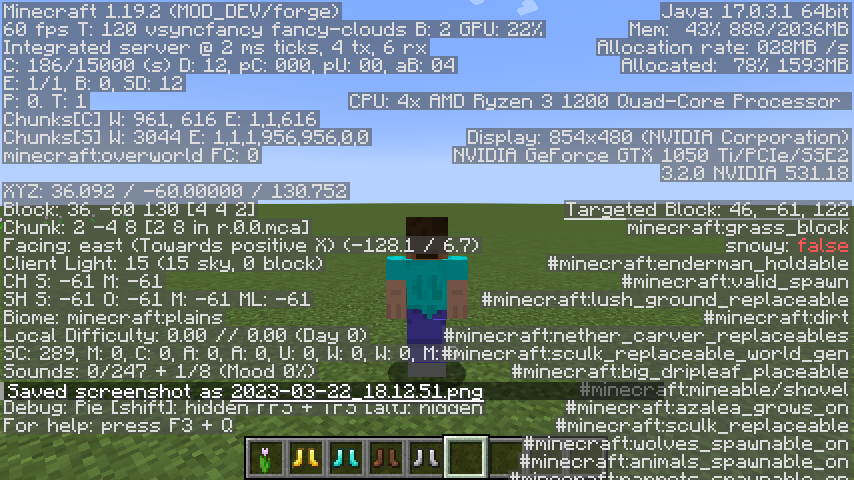 Minecraft 1.19.2 (MOD_DEV/forge)
60 fps T: 120 vsyncfancy fancy-clouds B: 2 GPU: 22%
Integrated server @ 2 ms ticks, 4 tx, 6 rx
C: 186/15000 (s) D: 12, pC: 000, pU: 00, aB: 04
E: 1/1, B: 0, SD: 12
P: 0. T: 1
Chunks[C] W: 961, 616 E: 1,1,616
Chunks[S] W: 3044 E: 1,1,1,956,956,0,0
minecraft:overworld FC: 0
XYZ: 36.092 / -60.00000 / 130.752
Block: 36 -60 130 [4 4 2]
Chunk: 2 -4 8 [2 8 in r.0.0.mca]
Facing: east (Towards positive X) (-128.1 / 6.7)
Client Light: 15 (15 sky, 0 block)
CH S: -61 M: -61
SH S: -61 O: -61 M: -61 ML: -61
Biome: minecraft:plains
Local Difficulty: 0.00 // 0.00 (Day 0)
SC: 289, M: 0, C: 0, A: 0, A: 0, U: 0, W: 0, W: 0, M:
Sounds: 0/247 + 1/8 (Mood 0%)
Saved screenshot as 2023-03-22_18.12.51.png
Debug: Pie [shift]: hidden FPS + TPS [alt]: hidden
For help: press F3 + Q
Java: 17.0.3.1 64bit
Mem: 43% 888/2036MB
Allocation rate: 028MB /s
Allocated: 78% 1593MB
CPU: 4x AMD Ryzen 3 1200 Quad-Core Processor
Display: 854x480 (NVIDIA Corporation)
NVIDIA GeForce GTX 1050 Ti/PCIe/SSE2
3.2.0 NVIDIA 531.18
Targeted Block: 46, -61, 122
minecraft:grass_block
snowy: false
#minecraft:enderman_holdable
#minecraft:valid_spawn
#minecraft:lush_ground_replaceable
#minecraft:dirt
#minecraft:nether_carver_replaceables
#minecraft:sculk_replaceable_world_gen
#minecraft:big_dripleaf_placeable
#minecraft:mineable/shovel
#minecraft:azalea_grows_on
#minecraft:sculk_replaceable
#minecraft:wolves_spawnable_on
#minecraft:animals_spawnable_on
#minecraft:parrots_spawnable_on